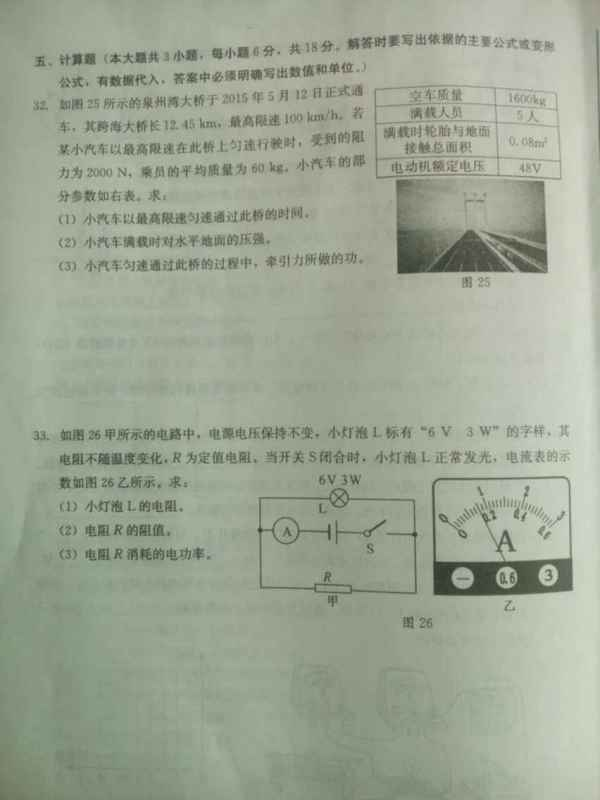 五、计算题（本大题共3小题，每小题6分，共18分。解答时要写出依据的主要公式或变形
公式，有数据代入，答案中必须明确写出数值和单位。）
32. 如图25所示的泉州湾大桥于2015年5月12日正式通
车，其跨海大桥长12.45 km，最高限速100 km/h。若
某小汽车以最高限速在此桥上匀速行驶时，受到的阻
力为2000 N，乘员的平均质量为60 kg。小汽车的部
分参数如右表。求：
(1) 小汽车以最高限速匀速通过此桥的时间。
(2) 小汽车满载时对水平地面的压强。
(3) 小汽车匀速通过此桥的过程中，牵引力所做的功。
空车质量 1600kg
满载人员 5人
满载时轮胎与地面
接触总面积 0.08m²
电动机额定电压 48V
图25
33. 如图26甲所示的电路中，电源电压保持不变，小灯泡L标有“6 V 3 W”的字样，其
电阻不随温度变化，R为定值电阻。当开关S闭合时，小灯泡L正常发光，电流表的示
数如图26乙所示。求：
(1) 小灯泡L的电阻。
(2) 电阻R的阻值。
(3) 电阻R消耗的电功率。
6V 3W
L
A
S
R
甲
0 1 2 3
0 0.2 0.4 0.6
A
－ 0.6 3
乙
图26